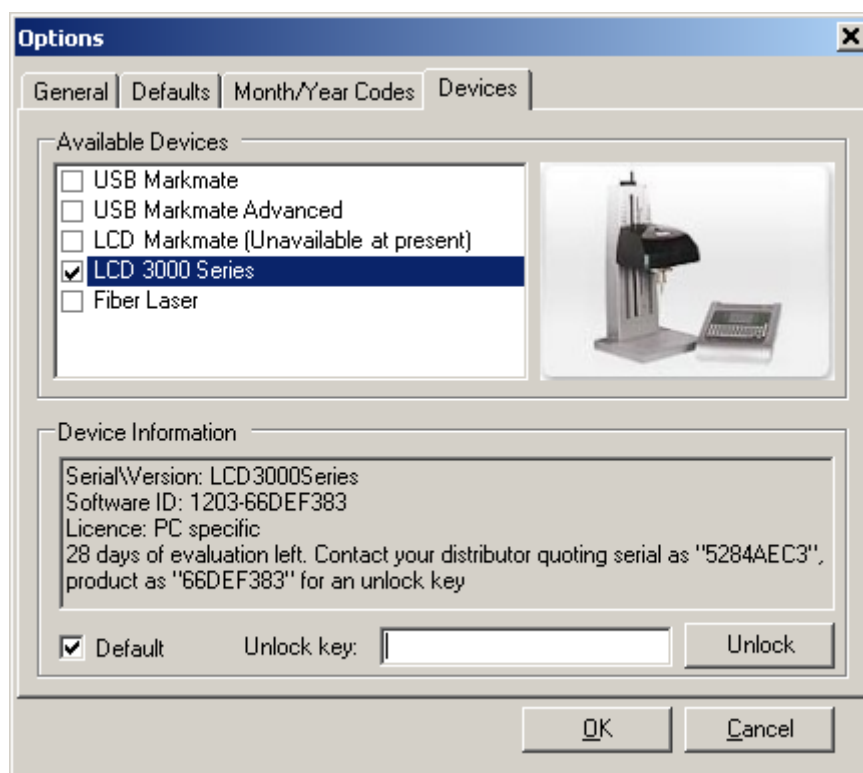 Options
General Defaults Month/Year Codes Devices
Available Devices
USB Markmate
USB Markmate Advanced
LCD Markmate (Unavailable at present)
LCD 3000 Series
Fiber Laser
Device Information
Serial\Version: LCD3000Series
Software ID: 1203-66DEF383
Licence: PC specific
28 days of evaluation left. Contact your distributor quoting serial as "5284AEC3",
product as "66DEF383" for an unlock key
Default Unlock key: Unlock
OK Cancel